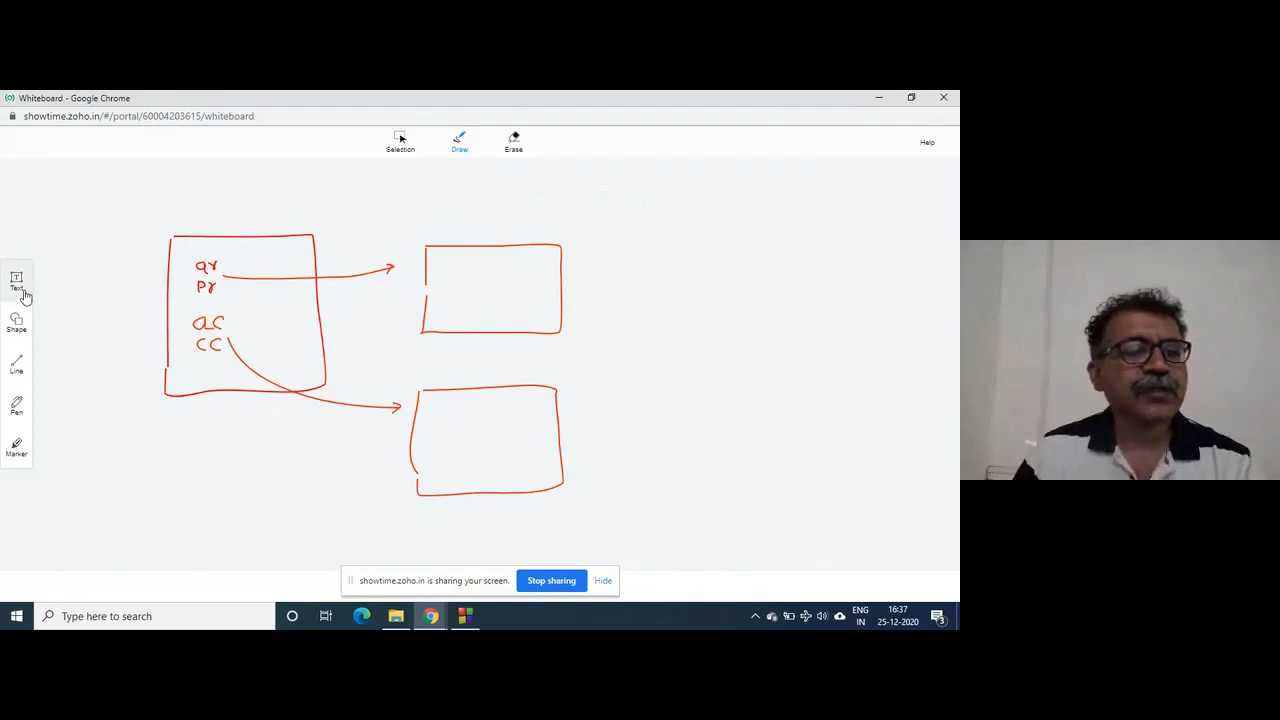 Whiteboard - Google Chrome
showtime.zoho.in/#/portal/60004203615/whiteboard
Selection
Draw
Erase
Help
Text
Shape
Line
Pen
Marker
ar
Pr
ac
CC
showtime.zoho.in is sharing your screen.
Stop sharing
Hide
Type here to search
ENG
IN
16:37
25-12-2020
3